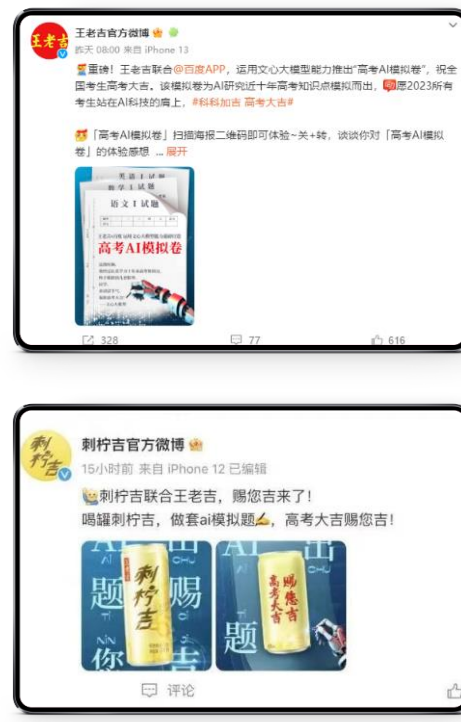 王老吉
王老吉官方微博
昨天 08:00 来自 iPhone 13
重磅！王老吉联合@百度APP，运用文心大模型能力推出“高考AI模拟卷”，祝全
国考生高考大吉。该模拟卷为AI研究近十年高考知识点模拟而出，愿2023所有
考生站在AI科技的肩上，#科科加吉 高考大吉#
「高考AI模拟卷」扫描海报二维码即可体验~关+转，谈谈你对「高考AI模拟
卷」的体验感想 ... 展开
数学 I 试题
语文 I 试题
高考AI模拟卷
328
77
616
刺柠吉
刺柠吉官方微博
15小时前 来自 iPhone 12 已编辑
刺柠吉联合王老吉，赐您吉来了！
喝罐刺柠吉，做套ai模拟题，高考大吉赐您吉！
AI 出
题 赐
您 吉
刺柠吉
AI 出
题
赐您吉
高考大吉
评论